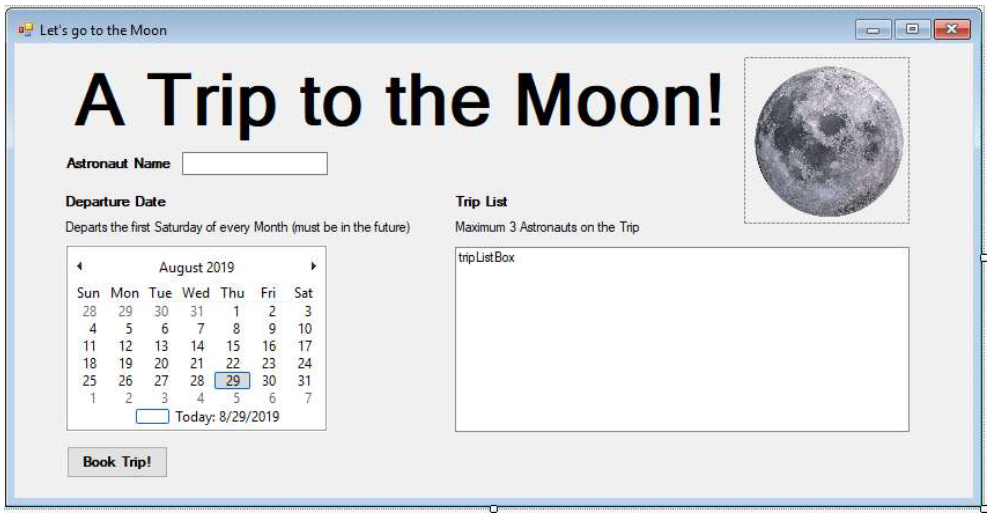 Let's go to the Moon
A Trip to the Moon!
Astronaut Name
Departure Date
Departs the first Saturday of every Month (must be in the future)
August 2019
Sun Mon Tue Wed Thu Fri Sat
28 29 30 31 1 2 3
4 5 6 7 8 9 10
11 12 13 14 15 16 17
18 19 20 21 22 23 24
25 26 27 28 29 30 31
1 2 3 4 5 6 7
Today: 8/29/2019
Book Trip!
Trip List
Maximum 3 Astronauts on the Trip
tripListBox